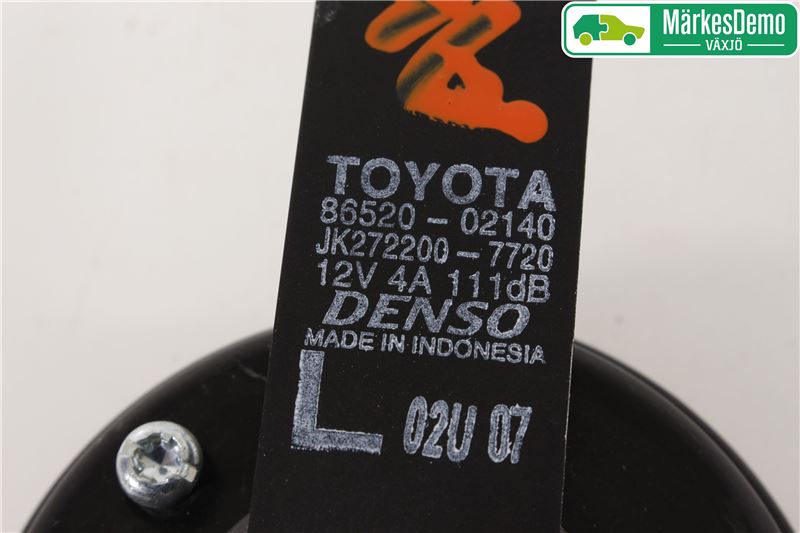 MärkesDemo
VÄXJÖ
TOYOTA
86520-02140
JK272200-7720
12V 4A 111dB
DENSO
MADE IN INDONESIA
L 02U 07